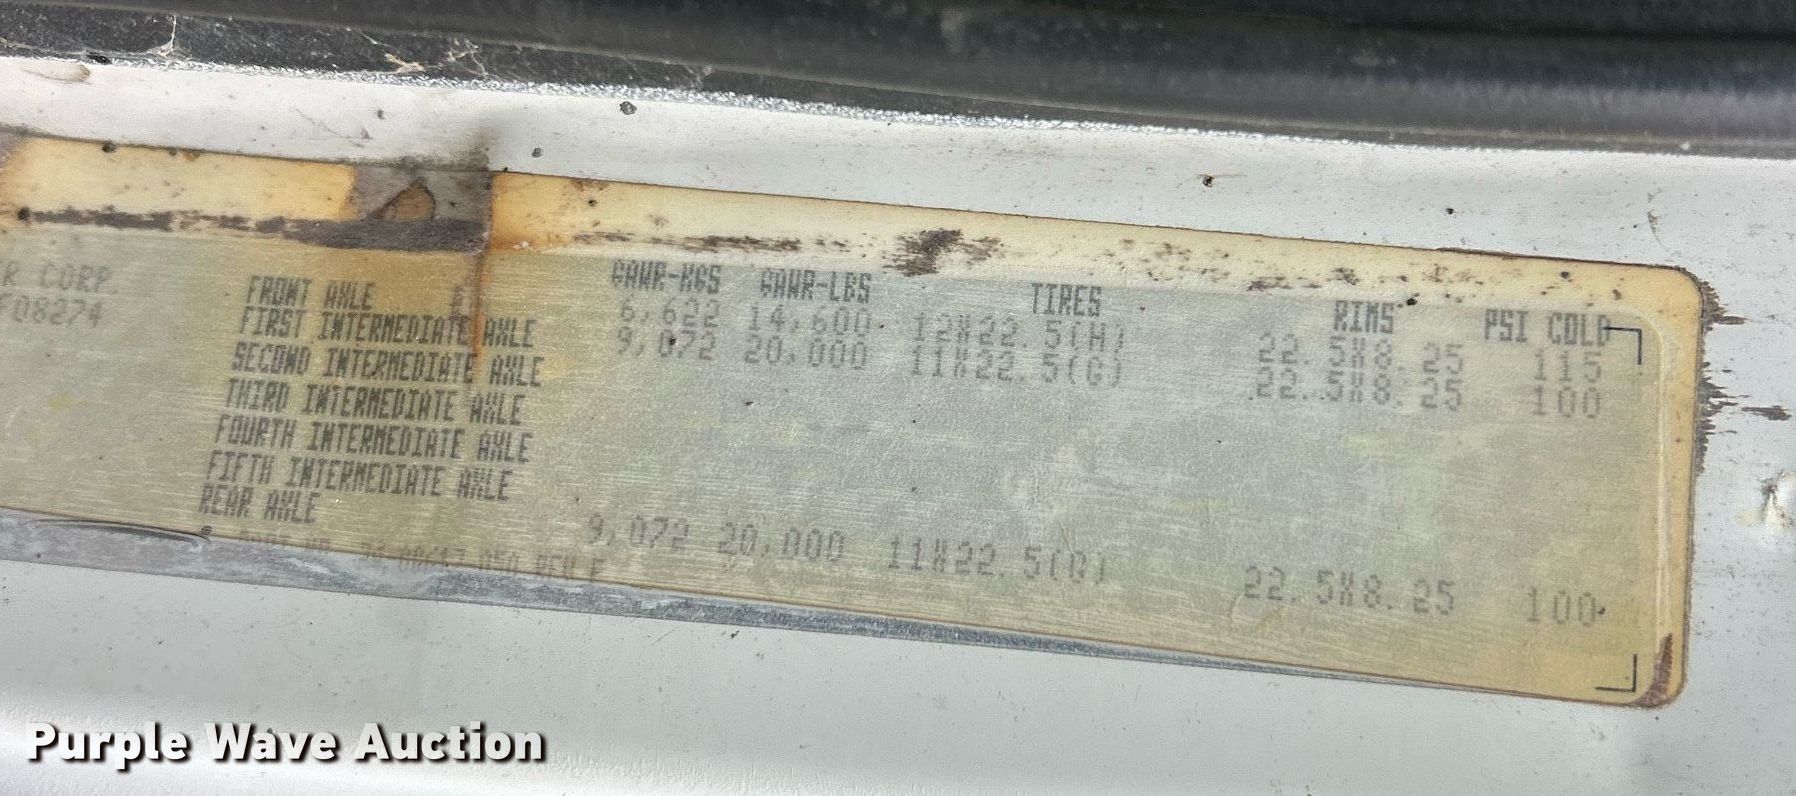 R CORP. FRONT AXLE GAWR-KGS GAWR-LBS TIRES RIMS PSI COLD
F08274 FIRST INTERMEDIATE AXLE 6,622 14,600 12X22.5(H) 22.5X8.25 115
SECOND INTERMEDIATE AXLE 9,072 20,000 11X22.5(G) 22.5X8.25 100
THIRD INTERMEDIATE AXLE
FOURTH INTERMEDIATE AXLE
FIFTH INTERMEDIATE AXLE
REAR AXLE 9,072 20,000 11X22.5(G) 22.5X8.25 100
REV F
Purple Wave Auction